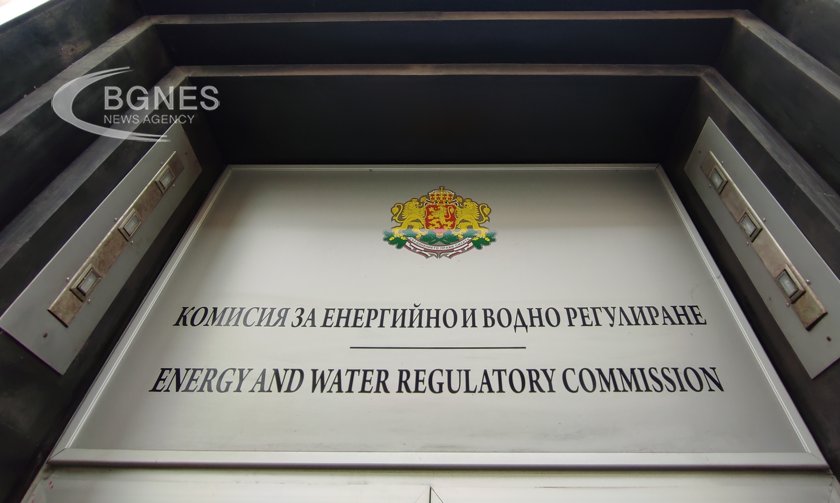 BGNES
NEWS AGENCY
КОМИСИЯ ЗА ЕНЕРГИЙНО И ВОДНО РЕГУЛИРАНЕ
ENERGY AND WATER REGULATORY COMMISSION